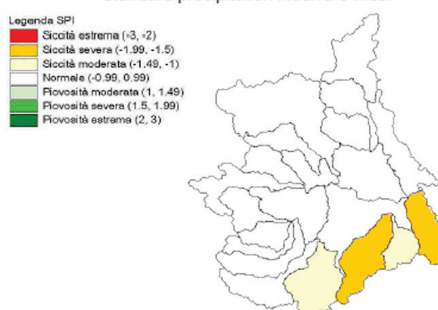 Legenda SPI
Siccità estrema (-3, -2)
Siccità severa (-1.99, -1.5)
Siccità moderata (-1.49, -1)
Normale (-0.99, 0.99)
Piovosità moderata (1, 1.49)
Piovosità severa (1.5, 1.99)
Piovosità estrema (2, 3)